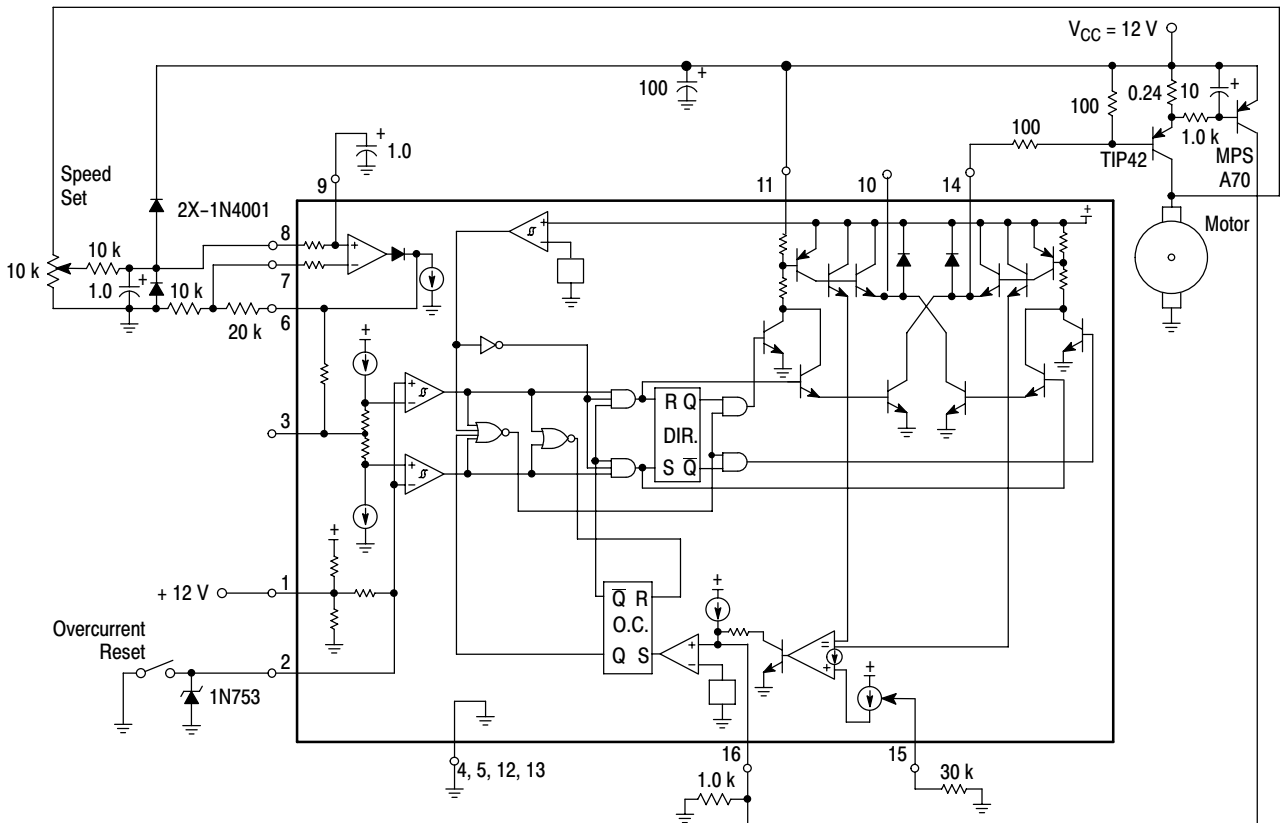 V_CC = 12 V
100
+
100
0.24
10
+
1.0 k
TIP42
MPS
A70
100
+
1.0
11
10
14
Motor
Speed
Set
9
2X–1N4001
+
8
+
–
7
10 k
10 k
1.0
+
10 k
20 k
6
+
–
+
+
–
+
–
3
R Q
DIR.
S Q̅
+
+ 12 V
1
Q̅ R
O.C.
Q S
+
+
–
=
+
+
Overcurrent
Reset
2
1N753
4, 5, 12, 13
16
15
1.0 k
30 k